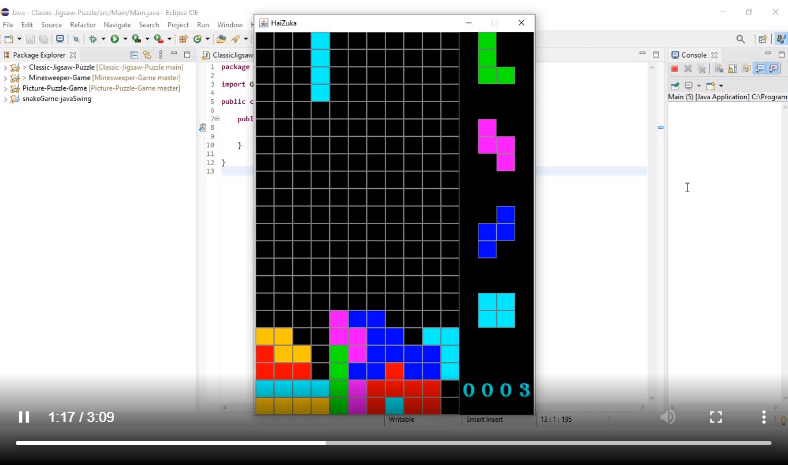 Java - Classic-Jigsaw-Puzzle/src/Main/Main.java - Eclipse IDE
HaiZuka
File Edit Source Refactor Navigate Search Project Run Window
Package Explorer
ClassicJigsaw
Console
> Classic-Jigsaw-Puzzle [Classic-Jigsaw-Puzzle main]
> Minesweeper-Game [Minesweeper-Game master]
Picture-Puzzle-Game [Picture-Puzzle-Game master]
snakeGame-javaSwing
1 package
2
3 import G
4
5 public c
6
7 publ
8
9
10 }
11
12 }
13
Main (5) [Java Application] C:\Program
0003
1:17 / 3:09
Writable
Smart Insert
13 : 1 : 195